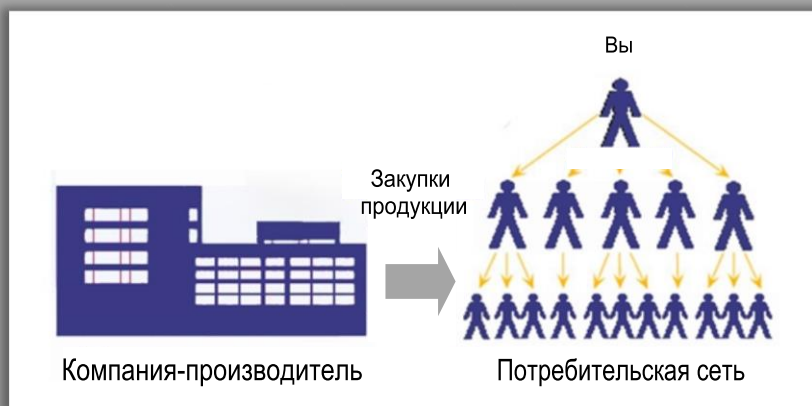 Вы
Закупки
продукции
Компания-производитель
Потребительская сеть